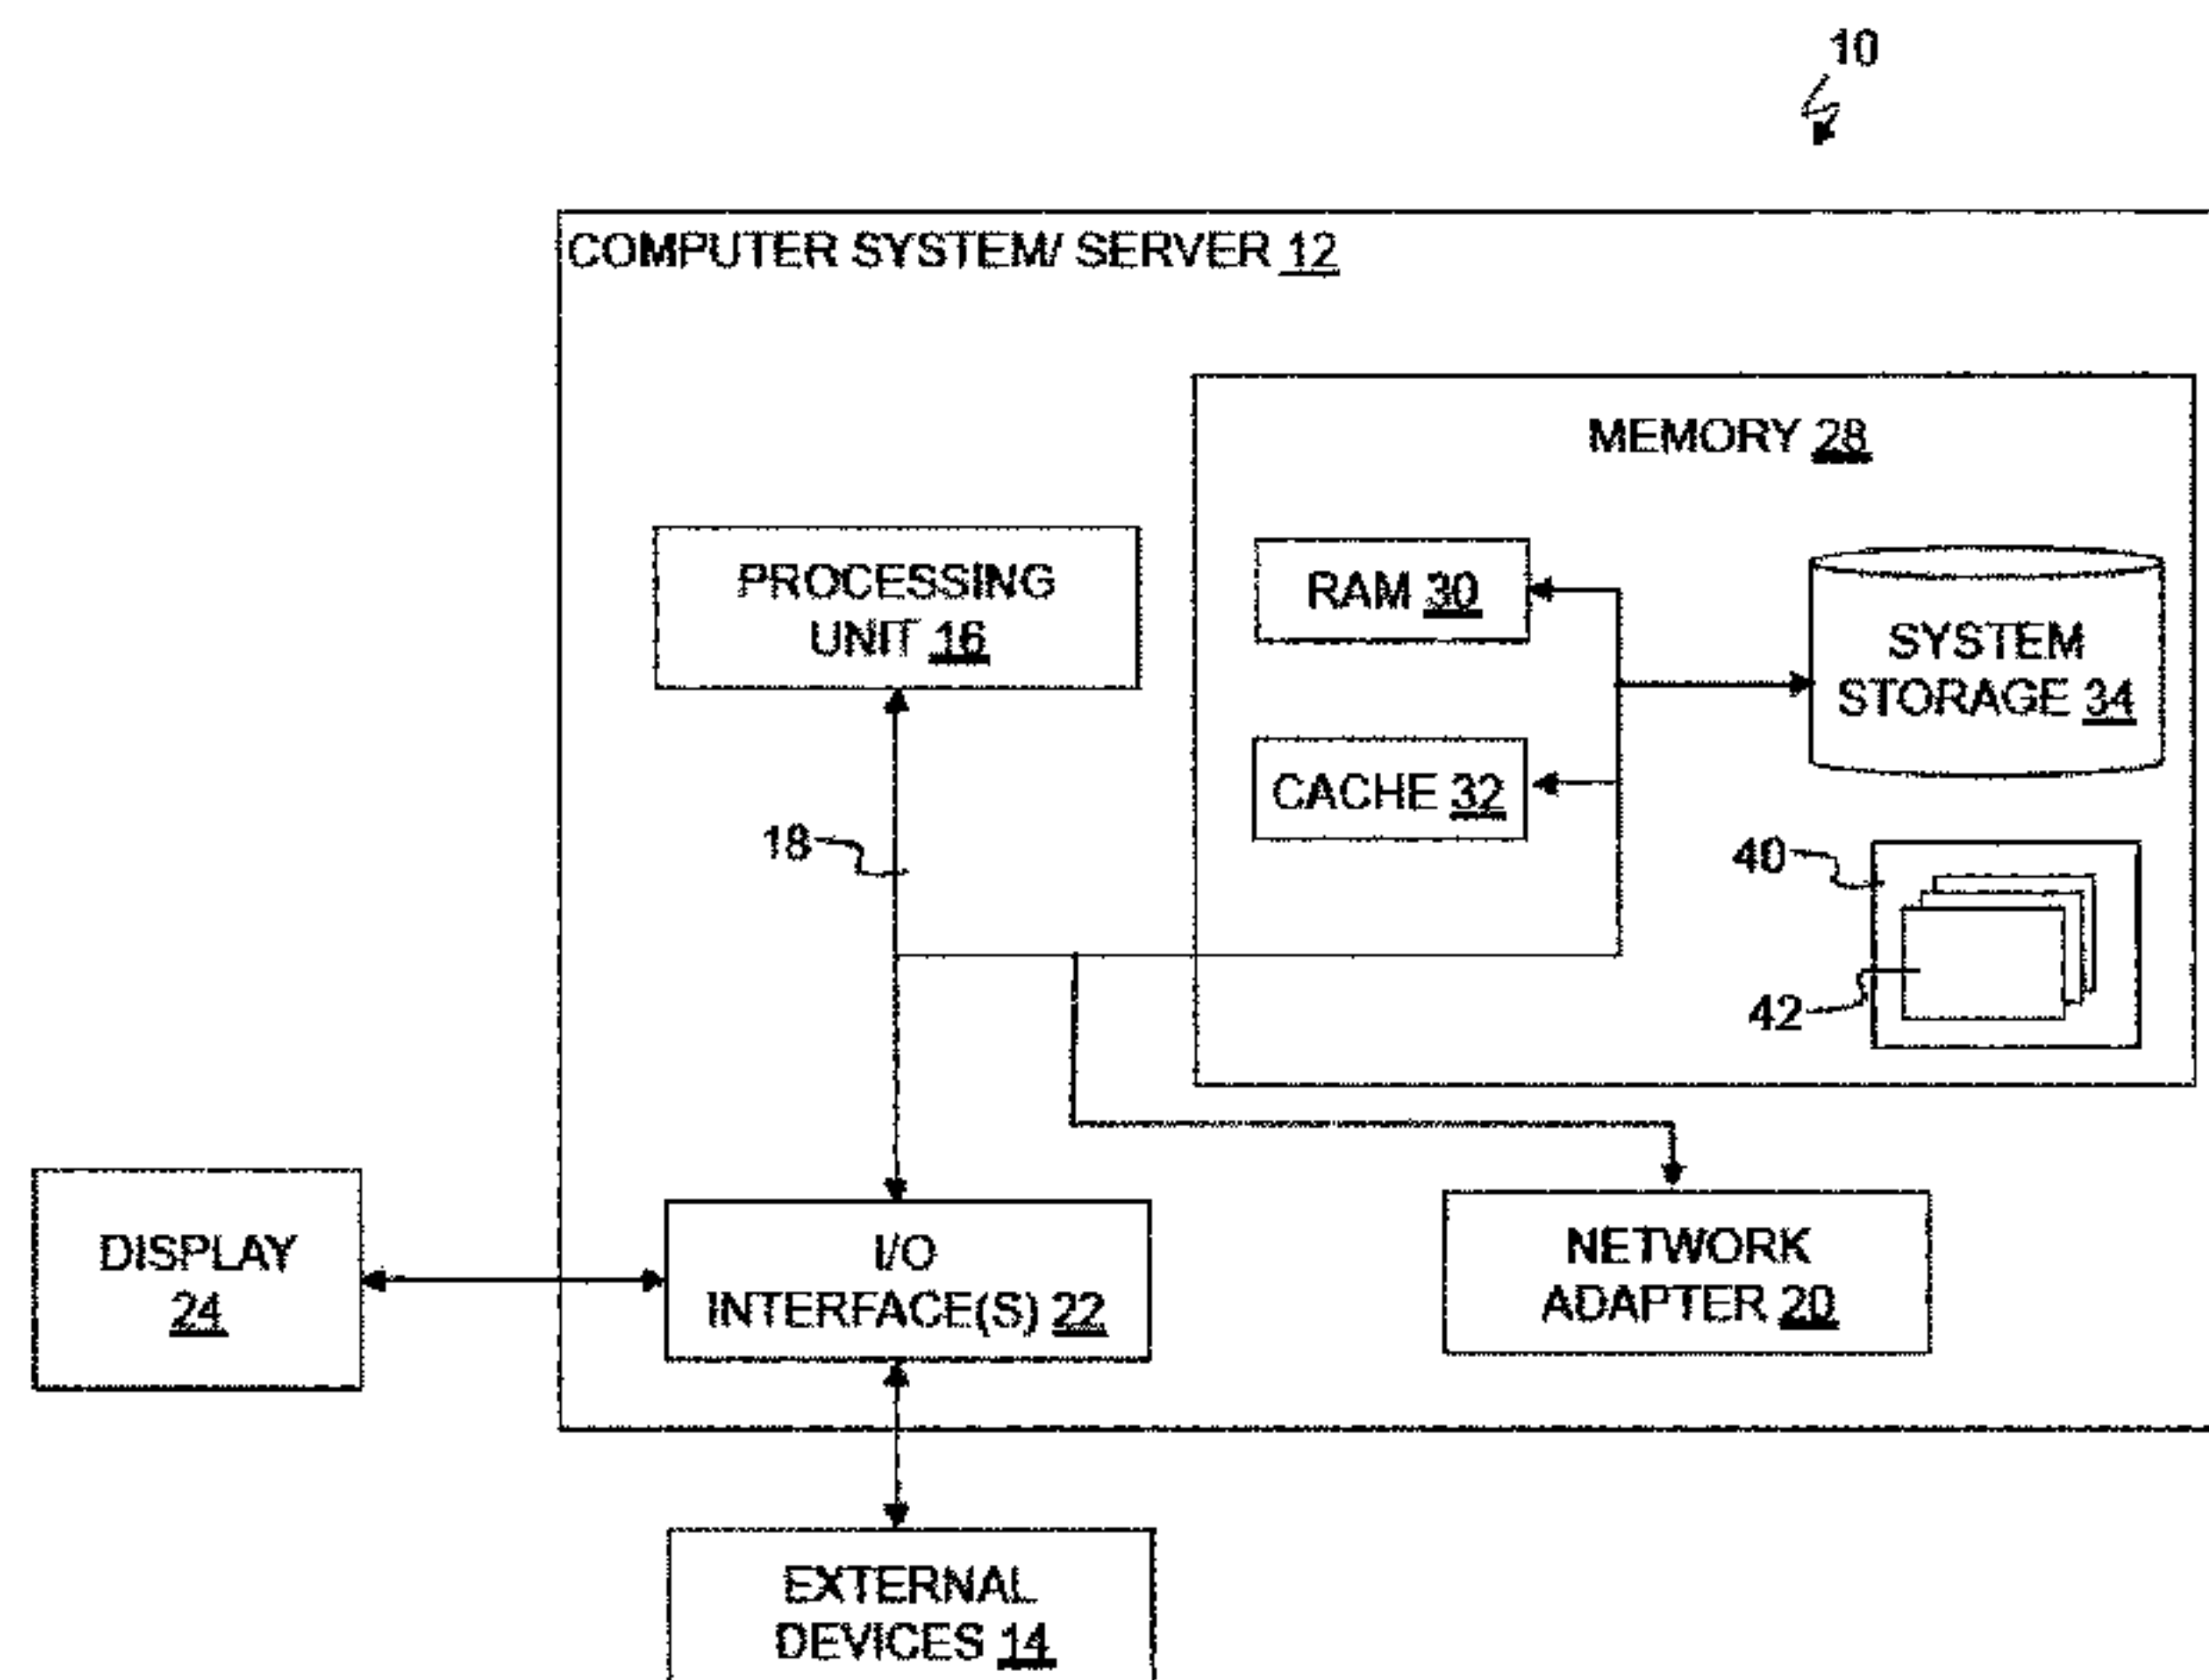 10
COMPUTER SYSTEM/ SERVER 12
MEMORY 28
PROCESSING
UNIT 16
RAM 30
SYSTEM
STORAGE 34
CACHE 32
18
40
42
DISPLAY
24
I/O
INTERFACE(S) 22
NETWORK
ADAPTER 20
EXTERNAL
DEVICES 14